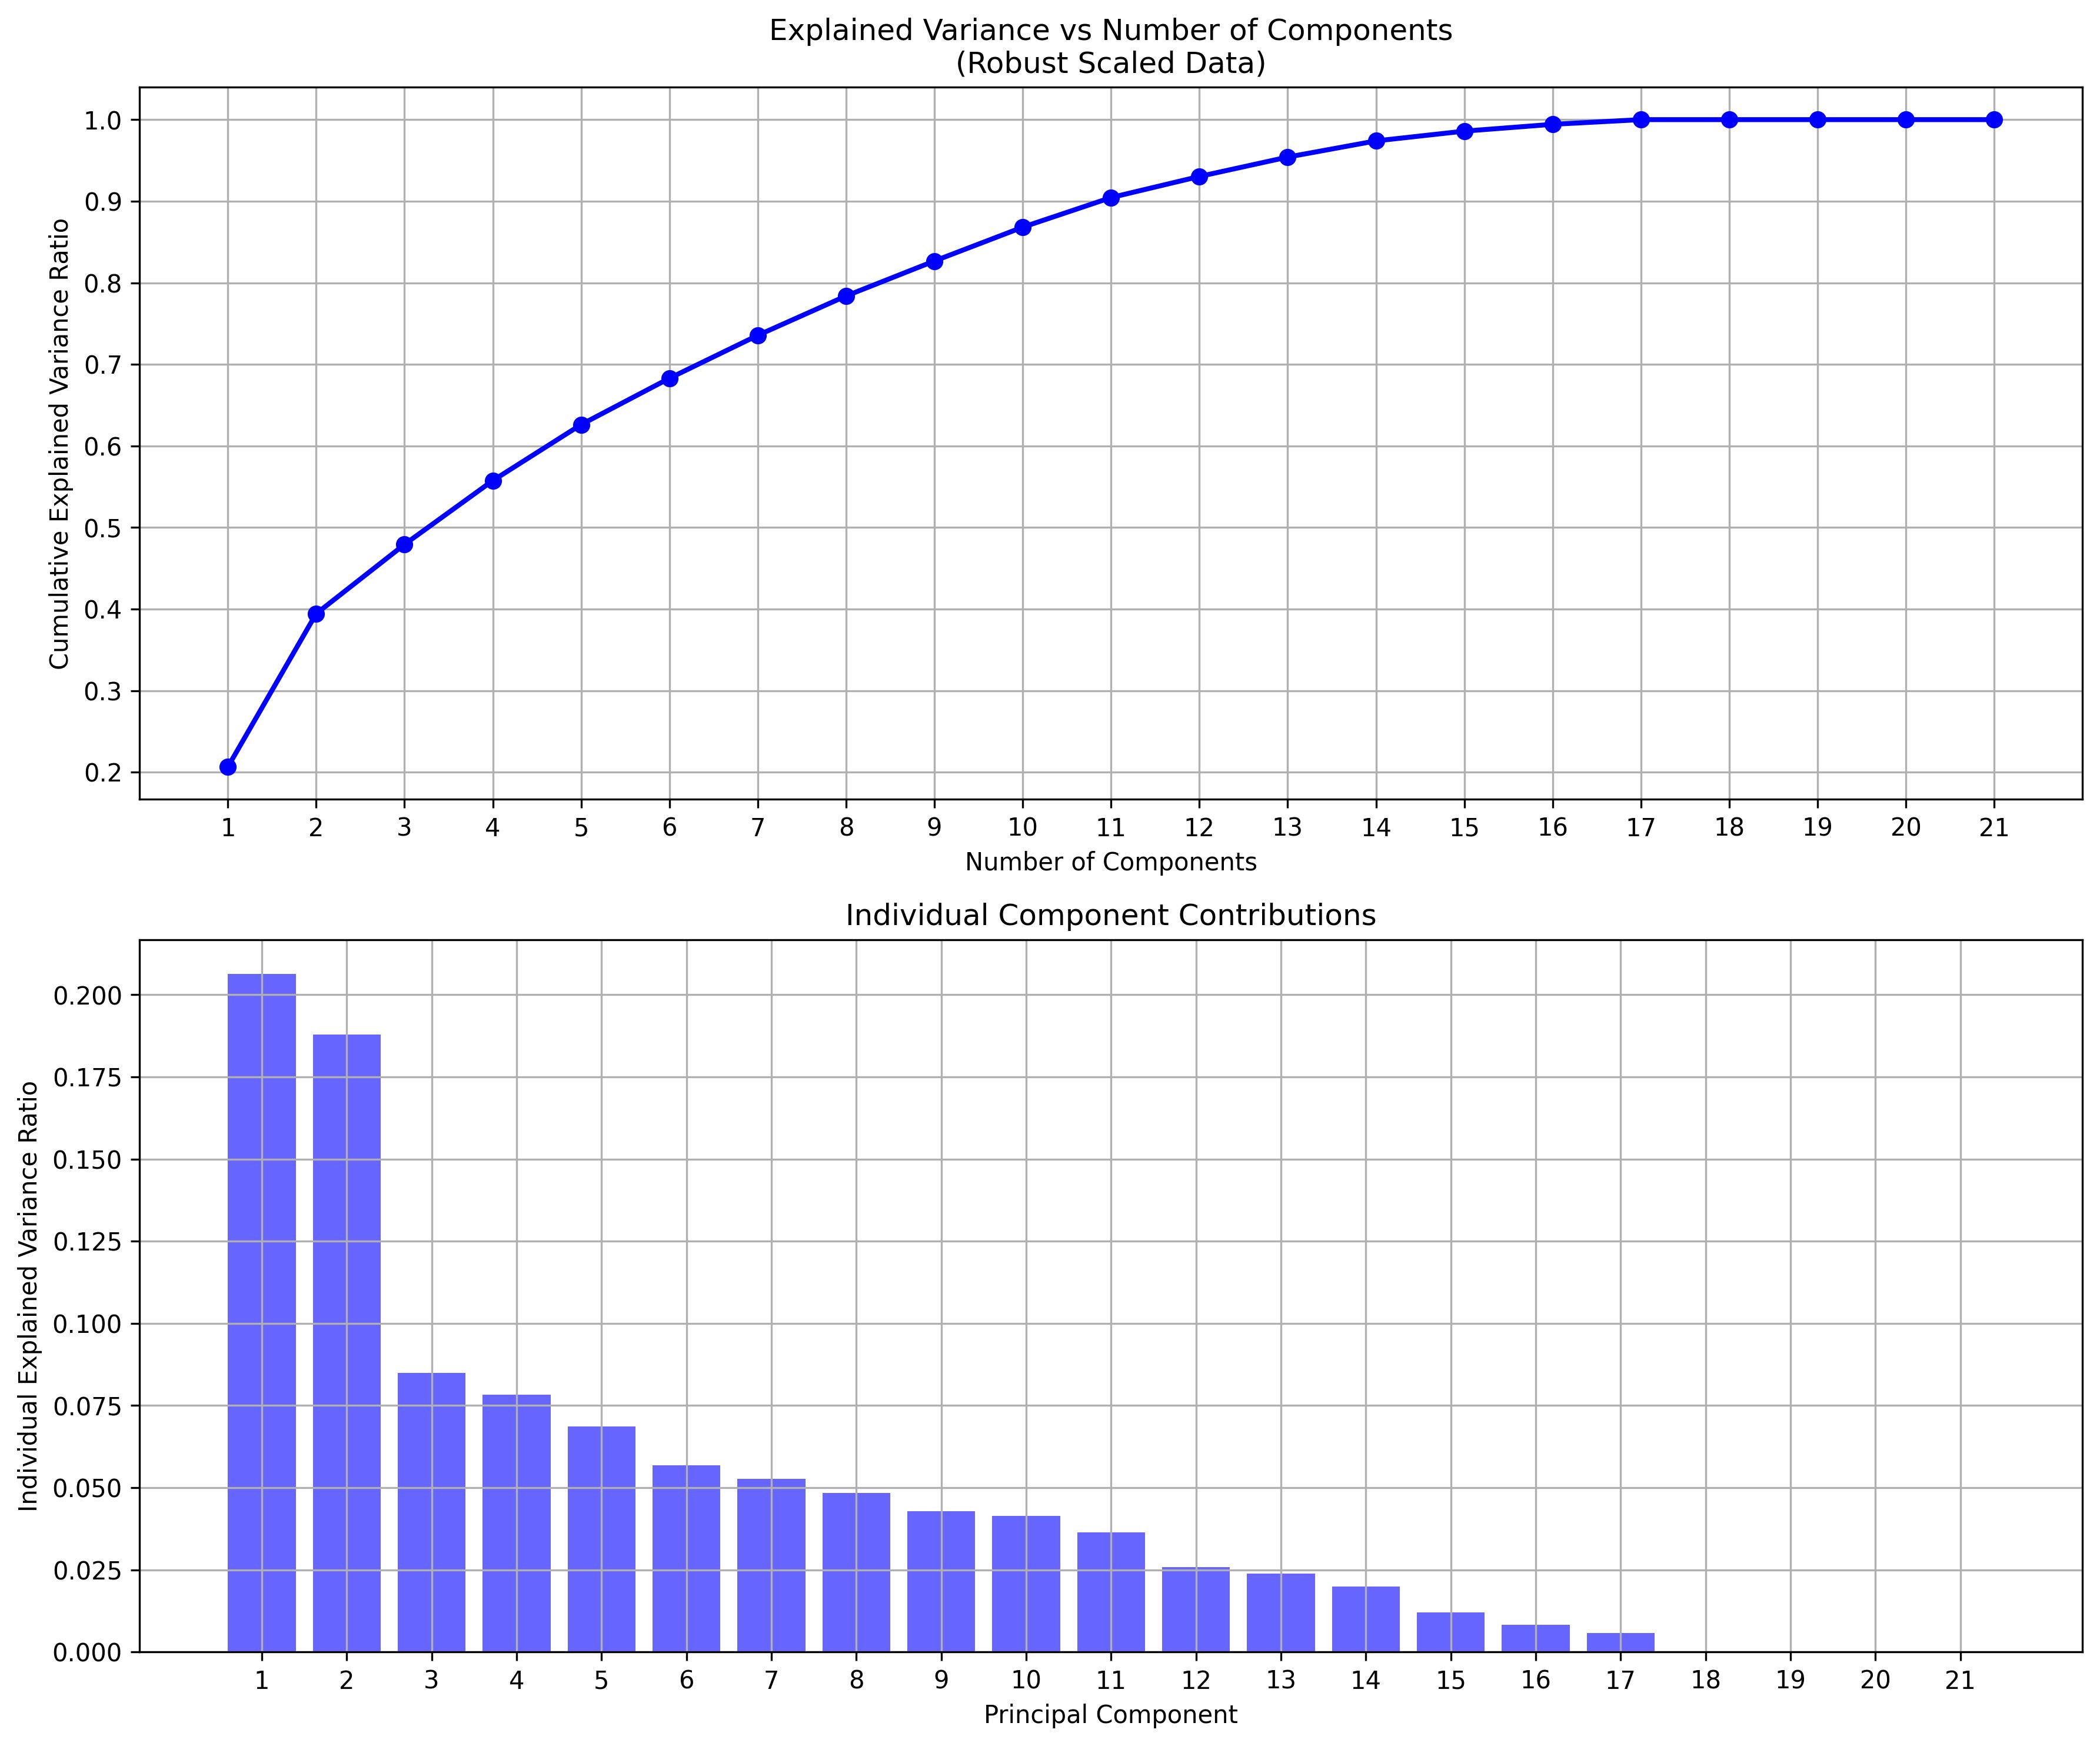 Explained Variance vs Number of Components
(Robust Scaled Data)
Cumulative Explained Variance Ratio
1.0
0.9
0.8
0.7
0.6
0.5
0.4
0.3
0.2
1 2 3 4 5 6 7 8 9 10 11 12 13 14 15 16 17 18 19 20 21
Number of Components
Individual Component Contributions
Individual Explained Variance Ratio
0.200
0.175
0.150
0.125
0.100
0.075
0.050
0.025
0.000
1 2 3 4 5 6 7 8 9 10 11 12 13 14 15 16 17 18 19 20 21
Principal Component